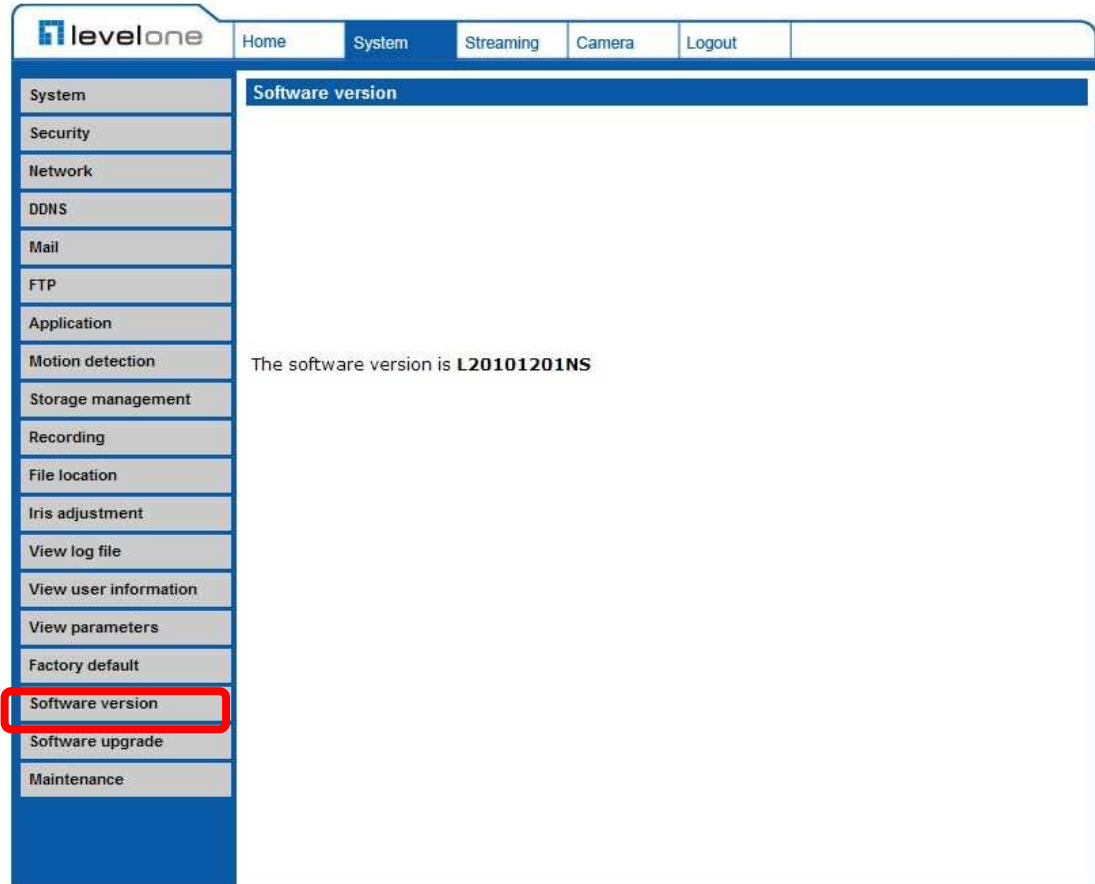 levelone
Home System Streaming Camera Logout
System
Security
Network
DDNS
Mail
FTP
Application
Motion detection
Storage management
Recording
File location
Iris adjustment
View log file
View user information
View parameters
Factory default
Software version
Software upgrade
Maintenance
Software version
The software version is L20101201NS